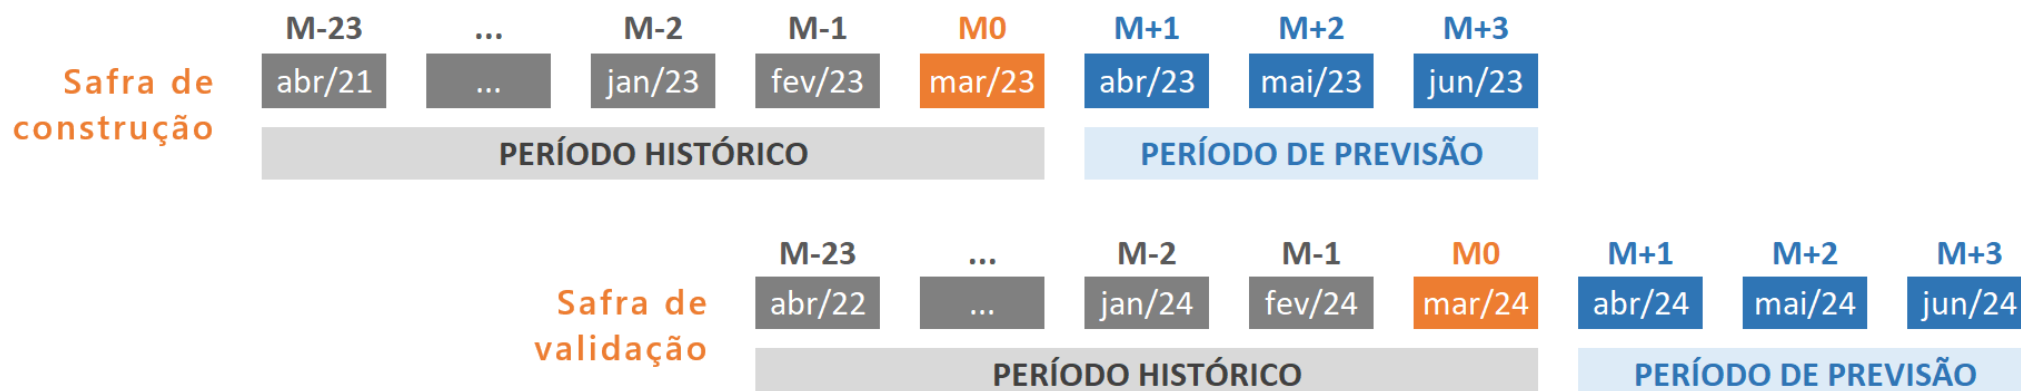 M-23 ... M-2 M-1 M0 M+1 M+2 M+3
Safra de construção
abr/21 ... jan/23 fev/23 mar/23 abr/23 mai/23 jun/23
PERÍODO HISTÓRICO PERÍODO DE PREVISÃO
M-23 ... M-2 M-1 M0 M+1 M+2 M+3
Safra de validação
abr/22 ... jan/24 fev/24 mar/24 abr/24 mai/24 jun/24
PERÍODO HISTÓRICO PERÍODO DE PREVISÃO